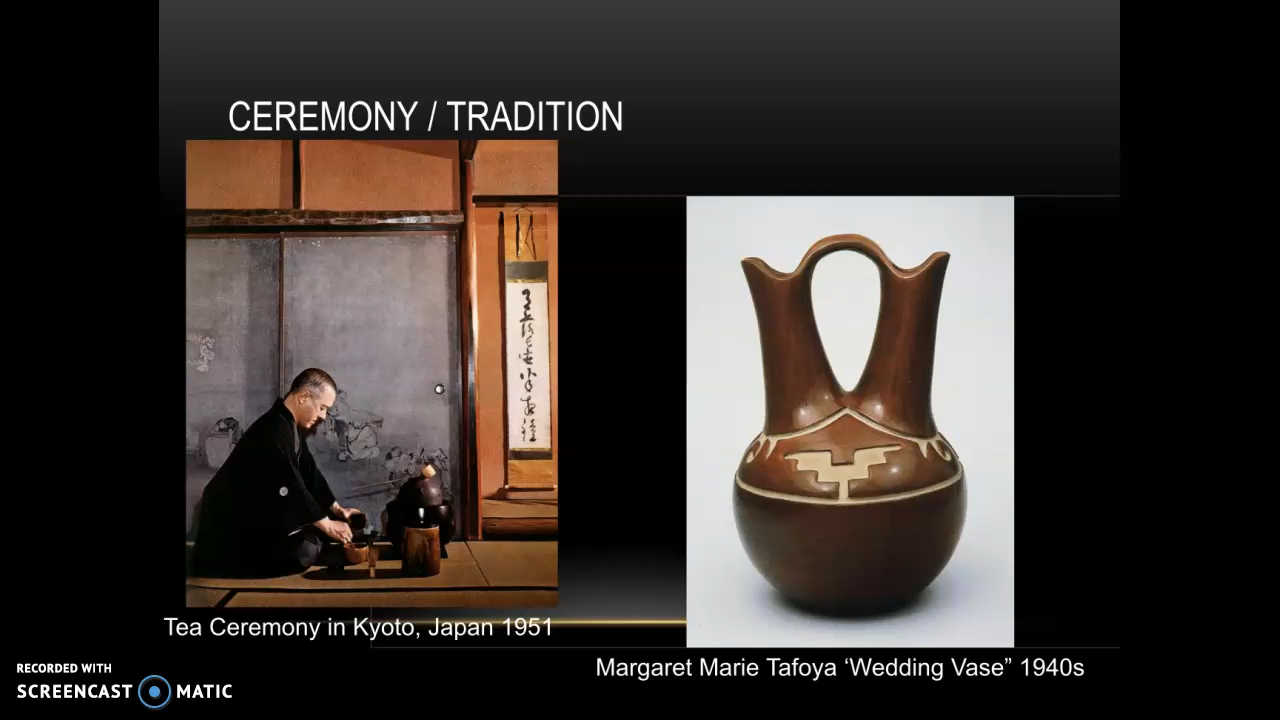 CEREMONY / TRADITION
Tea Ceremony in Kyoto, Japan 1951
Margaret Marie Tafoya ‘Wedding Vase” 1940s
RECORDED WITH
SCREENCAST MATIC